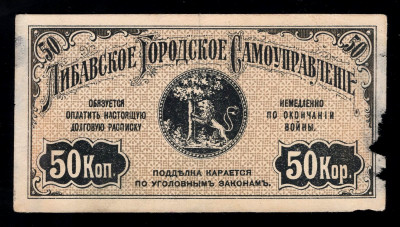 50 50
Либавское Городское Самоуправленіе
ОБЯЗУЕТСЯ
ОПЛАТИТЬ НАСТОЯЩУЮ
ДОЛГОВУЮ РАСПИСКУ
НЕМЕДЛЕННО
ПО ОКОНЧАНІИ
ВОЙНЫ.
50 Коп. 50 Кор.
ПОДДѢЛКА КАРАЕТСЯ
ПО УГОЛОВНЫМЪ ЗАКОНАМЪ.